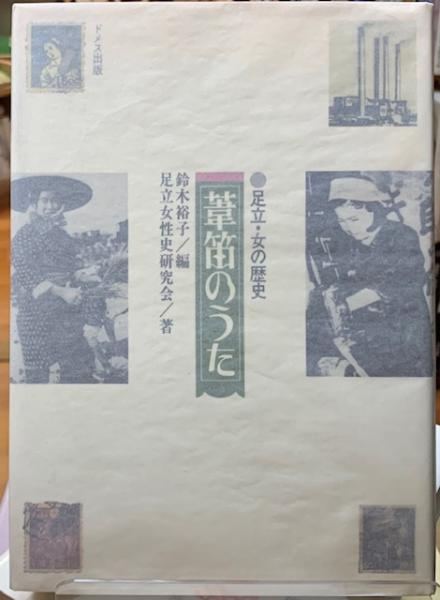 ●足立・女の歴史
葦笛のうた
鈴木裕子／編
足立女性史研究会／著
ドメス出版